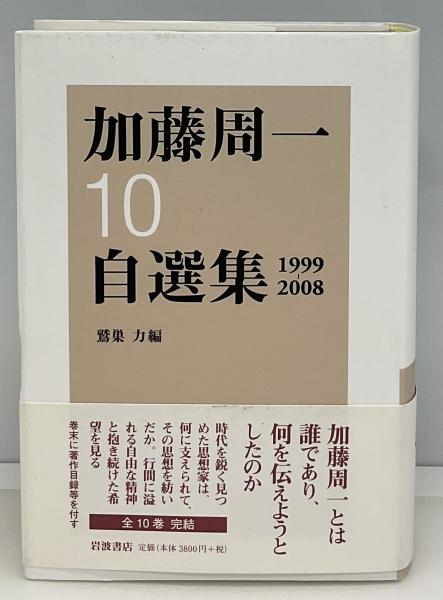 加藤周一
10
自選集
1999
-2008
鷲巣 力編
加藤周一とは
誰であり、
何を伝えようと
したのか
時代を鋭く見つ
めた思想家は、
何に支えられて、
その思想を紡い
だか。行間に溢
れる自由な精神
と抱き続けた希
望を見る
巻末に著作目録等を付す
全10巻 完結
岩波書店 定価(本体3800円+税)